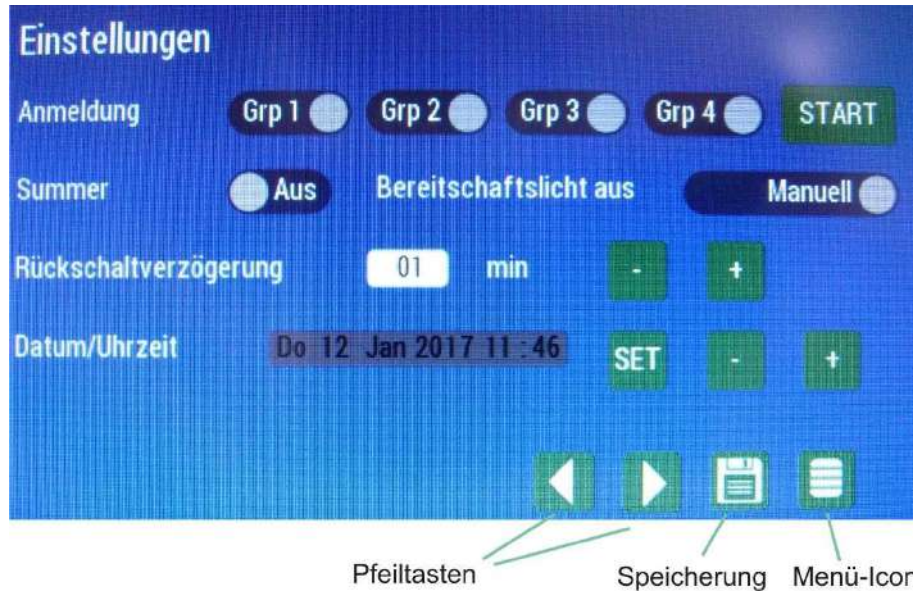 Einstellungen
Anmeldung Grp 1 Grp 2 Grp 3 Grp 4 START
Summer Aus Bereitschaftslicht aus Manuell
Rückschaltverzögerung 01 min - +
Datum/Uhrzeit Do 12 Jan 2017 11 : 46 SET - +
Pfeiltasten Speicherung Menü-Icon